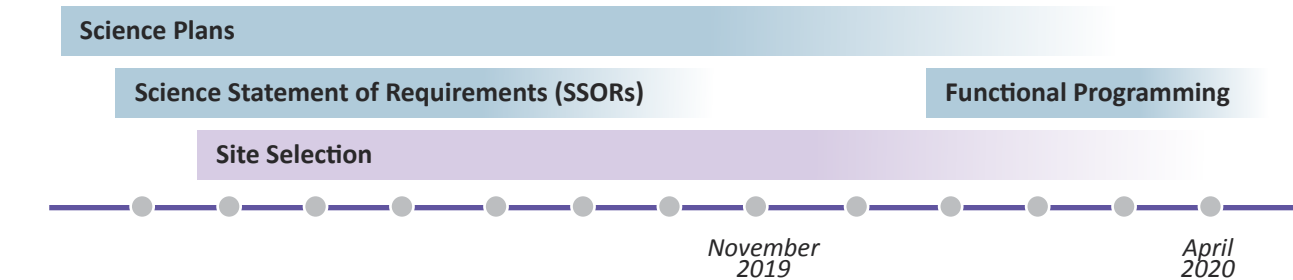 Science Plans
Science Statement of Requirements (SSORs)
Functional Programming
Site Selection
November
2019
April
2020